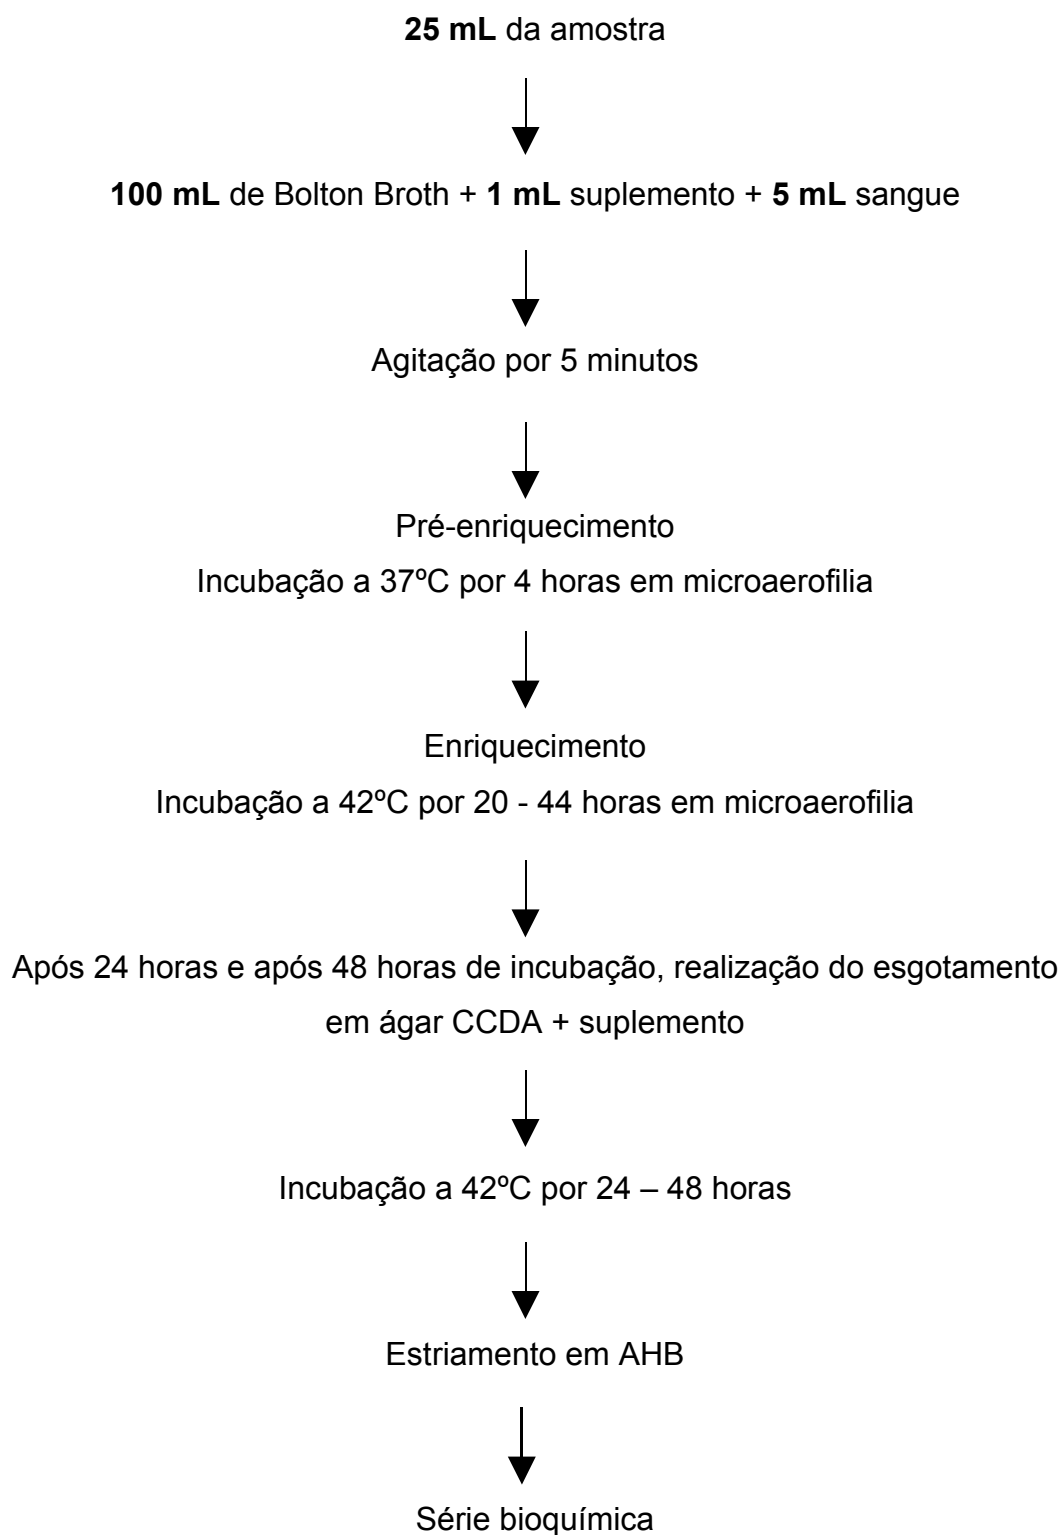 25 mL da amostra
100 mL de Bolton Broth + 1 mL suplemento + 5 mL sangue
Agitação por 5 minutos
Pré-enriquecimento
Incubação a 37ºC por 4 horas em microaerofilia
Enriquecimento
Incubação a 42ºC por 20 - 44 horas em microaerofilia
Após 24 horas e após 48 horas de incubação, realização do esgotamento
em ágar CCDA + suplemento
Incubação a 42ºC por 24 – 48 horas
Estriamento em AHB
Série bioquímica